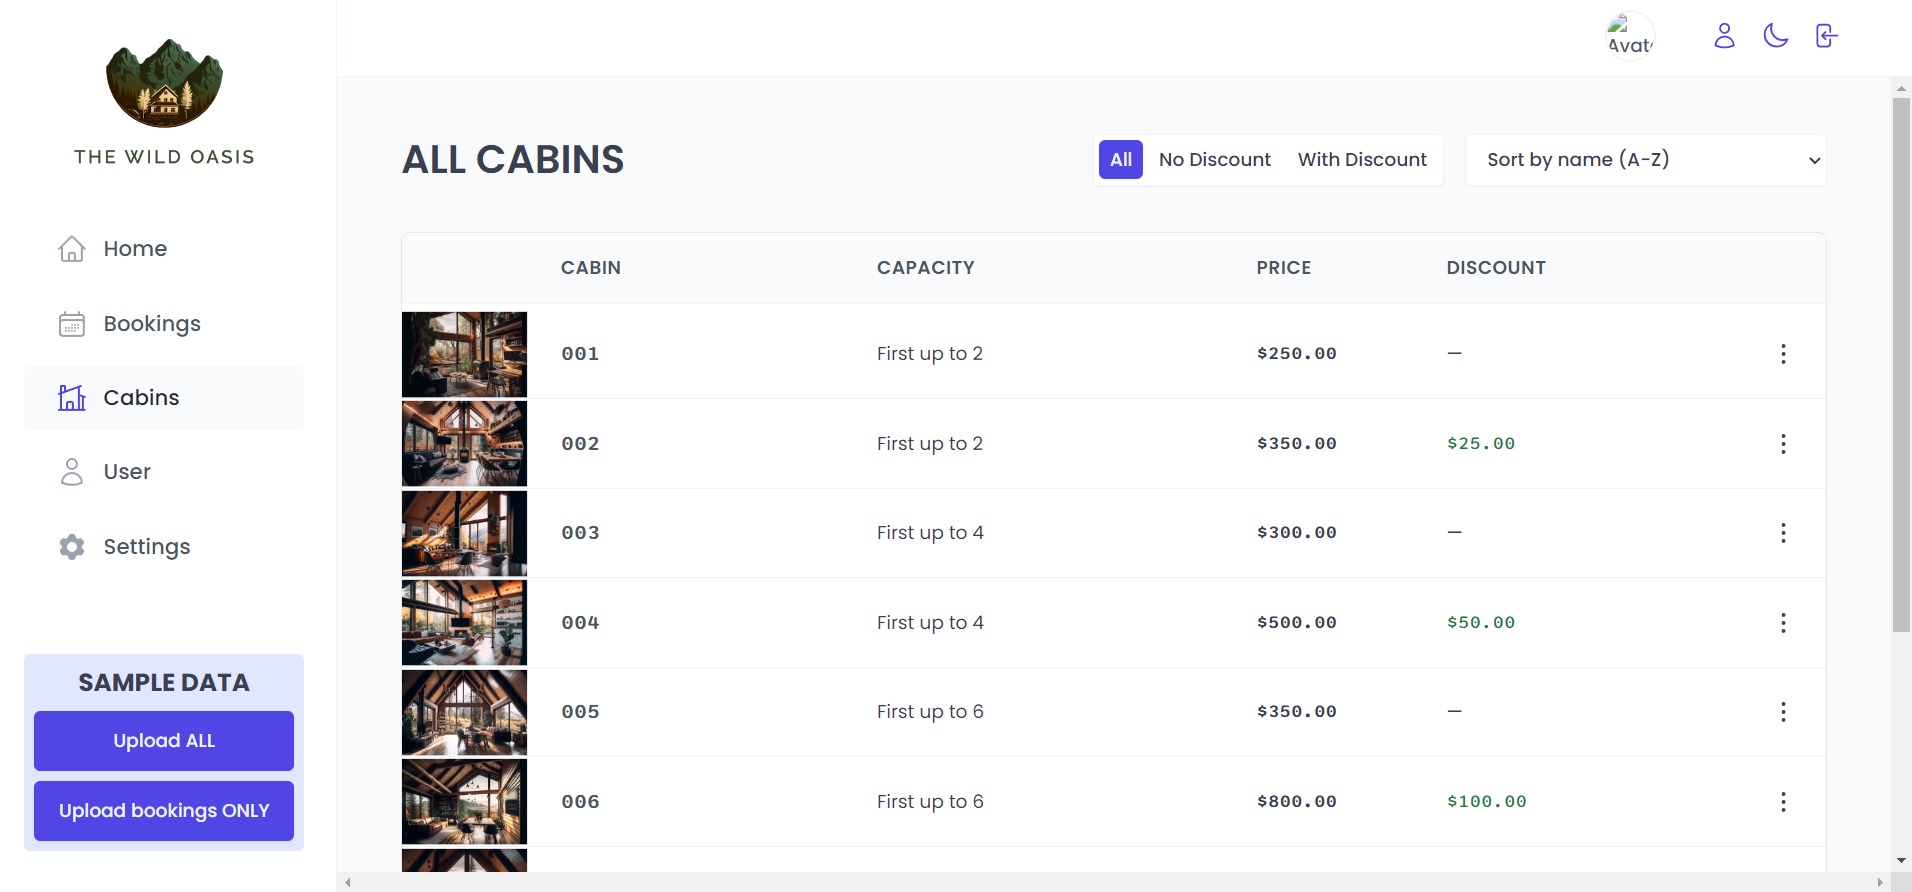 THE WILD OASIS
Home
Bookings
Cabins
User
Settings
SAMPLE DATA
Upload ALL
Upload bookings ONLY
ALL CABINS
All No Discount With Discount
Sort by name (A-Z)
CABIN CAPACITY PRICE DISCOUNT
001 First up to 2 $250.00 —
002 First up to 2 $350.00 $25.00
003 First up to 4 $300.00 —
004 First up to 4 $500.00 $50.00
005 First up to 6 $350.00 —
006 First up to 6 $800.00 $100.00